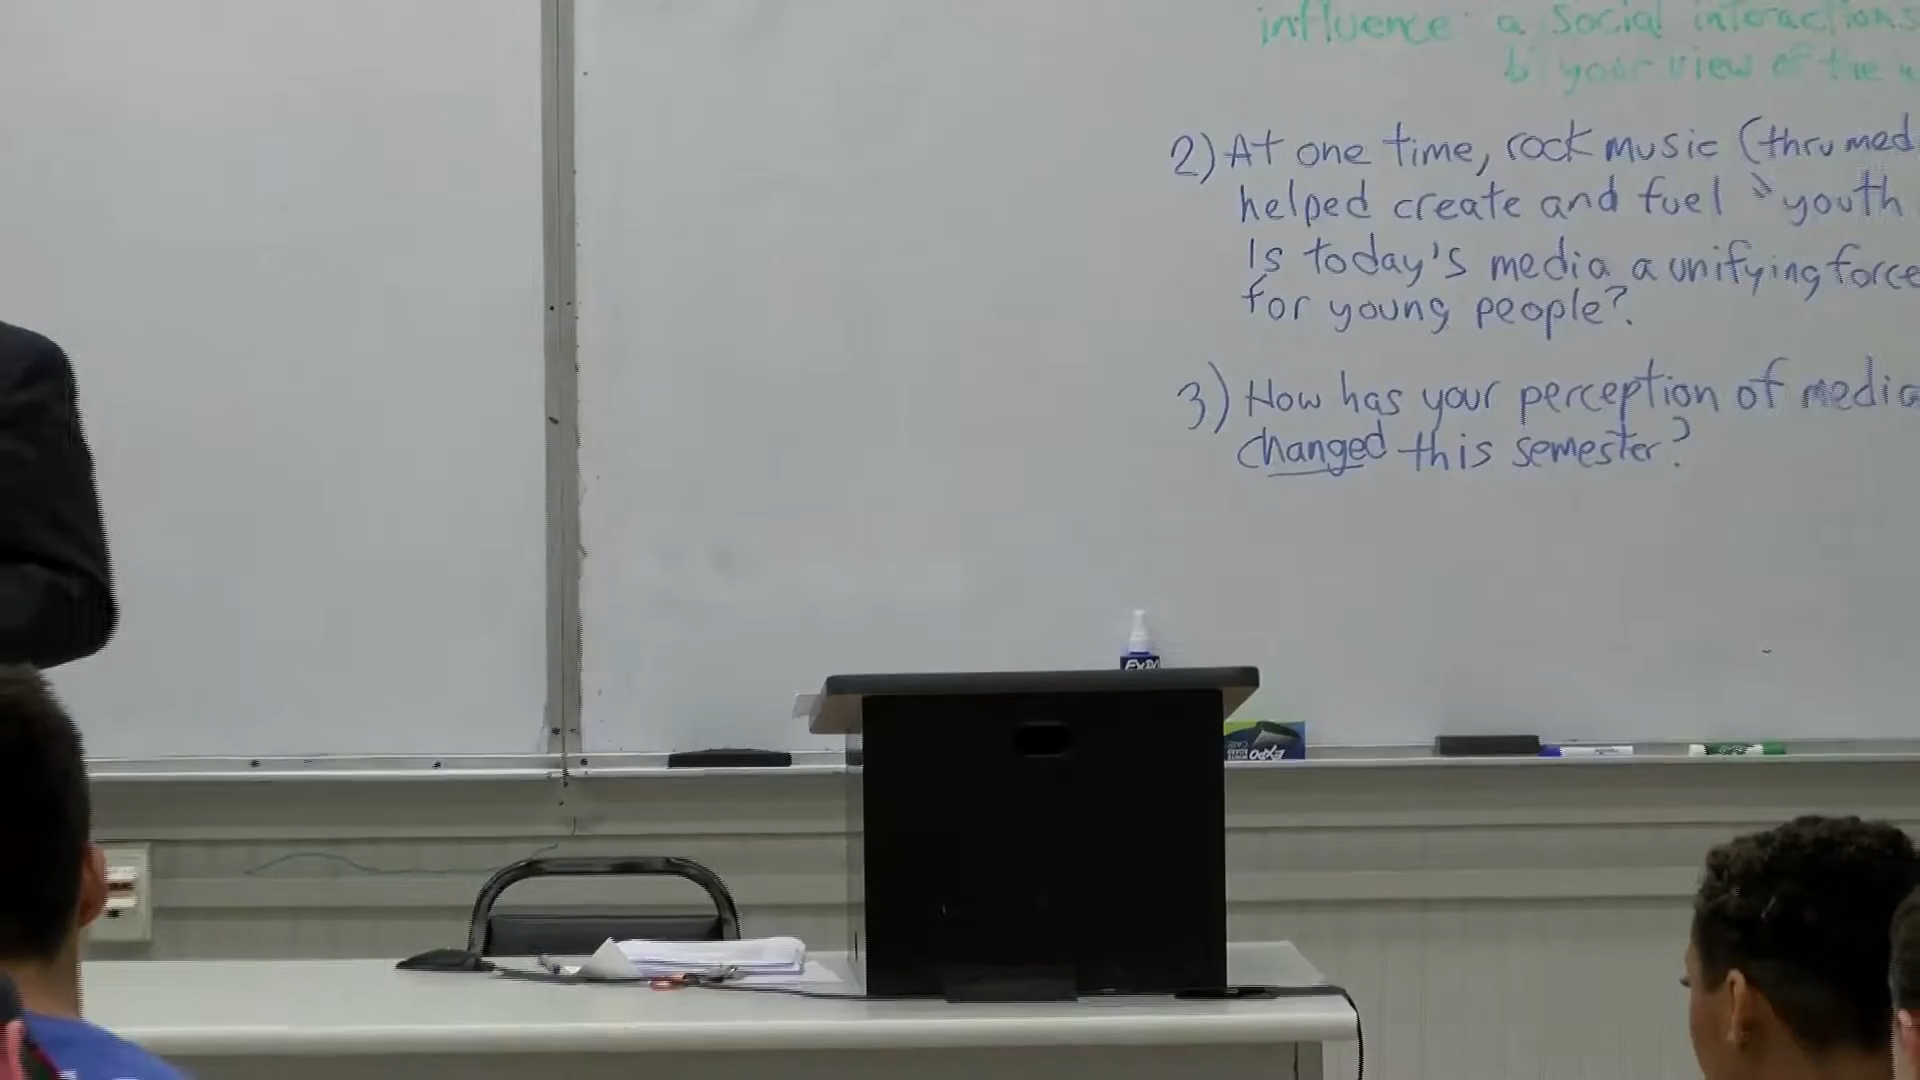 influence: a social interactions
b your view of the
2) At one time, rock music (thru med
helped create and fuel "youth
Is today's media a unifying force
for young people?
3) How has your perception of media
changed this semester?
EXPO
EXPO